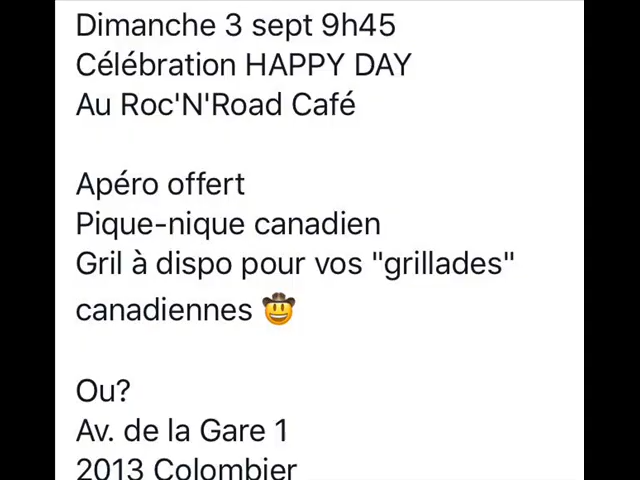 Dimanche 3 sept 9h45
Célébration HAPPY DAY
Au Roc'N'Road Café
Apéro offert
Pique-nique canadien
Gril à dispo pour vos "grillades"
canadiennes 🤠
Ou?
Av. de la Gare 1
2013 Colombier